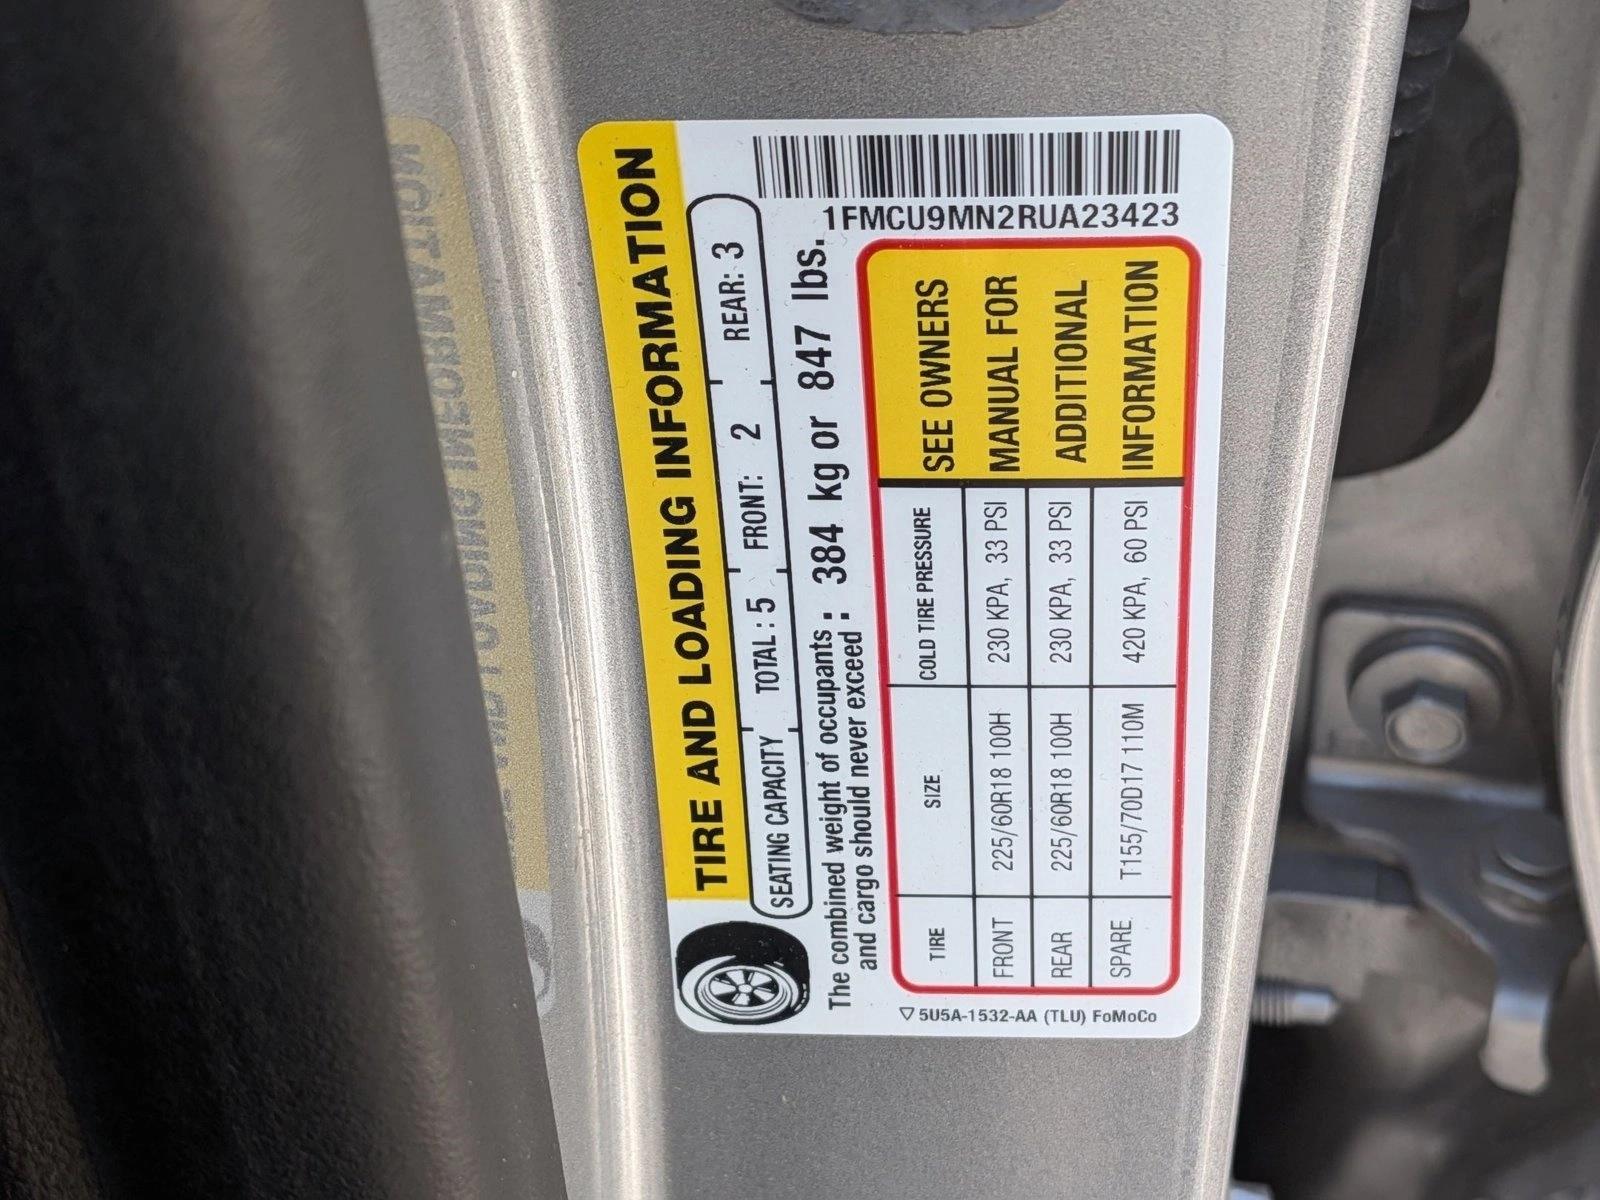 1FMCU9MN2RUA23423
TIRE AND LOADING INFORMATION
SEATING CAPACITY TOTAL : 5 FRONT: 2 REAR: 3
The combined weight of occupants : 384 kg or 847 lbs.
and cargo should never exceed :
TIRE SIZE COLD TIRE PRESSURE
FRONT 225/60R18 100H 230 KPA, 33 PSI
REAR 225/60R18 100H 230 KPA, 33 PSI
SPARE T155/70D17 110M 420 KPA, 60 PSI
SEE OWNERS
MANUAL FOR
ADDITIONAL
INFORMATION
5U5A-1532-AA (TLU) FoMoCo